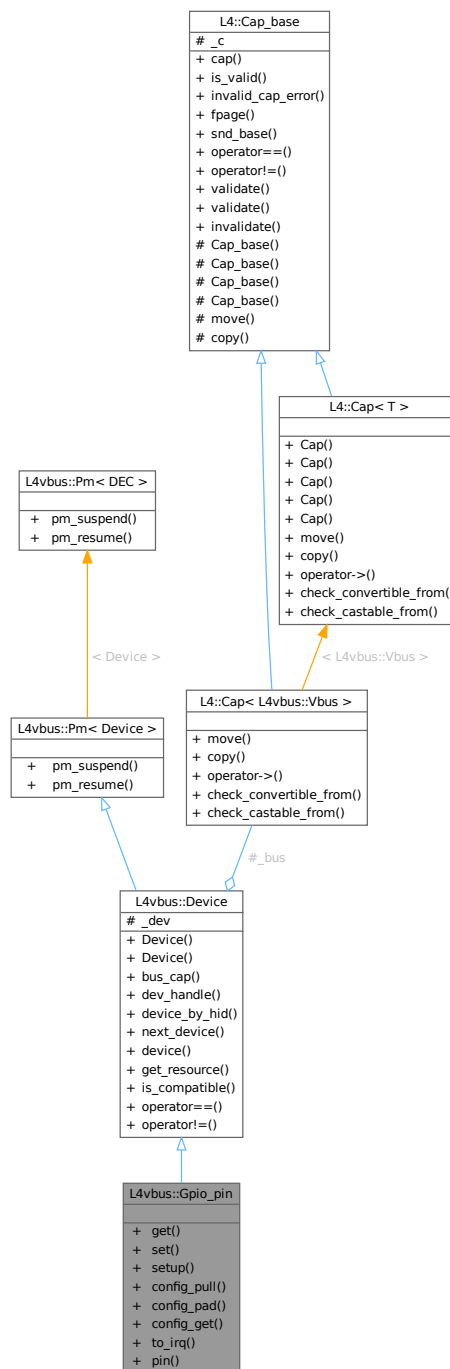 L4::Cap_base
# _c
+ cap()
+ is_valid()
+ invalid_cap_error()
+ fpage()
+ snd_base()
+ operator==()
+ operator!=()
+ validate()
+ validate()
+ invalidate()
# Cap_base()
# Cap_base()
# Cap_base()
# Cap_base()
# move()
# copy()
L4::Cap< T >
+ Cap()
+ Cap()
+ Cap()
+ Cap()
+ Cap()
+ move()
+ copy()
+ operator->()
+ check_convertible_from()
+ check_castable_from()
L4vbus::Pm< DEC >
+ pm_suspend()
+ pm_resume()
< Device >
< L4vbus::Vbus >
L4::Cap< L4vbus::Vbus >
+ move()
+ copy()
+ operator->()
+ check_convertible_from()
+ check_castable_from()
L4vbus::Pm< Device >
+ pm_suspend()
+ pm_resume()
#_bus
L4vbus::Device
# _dev
+ Device()
+ Device()
+ bus_cap()
+ dev_handle()
+ device_by_hid()
+ next_device()
+ device()
+ get_resource()
+ is_compatible()
+ operator==()
+ operator!=()
L4vbus::Gpio_pin
+ get()
+ set()
+ setup()
+ config_pull()
+ config_pad()
+ config_get()
+ to_irq()
+ pin()